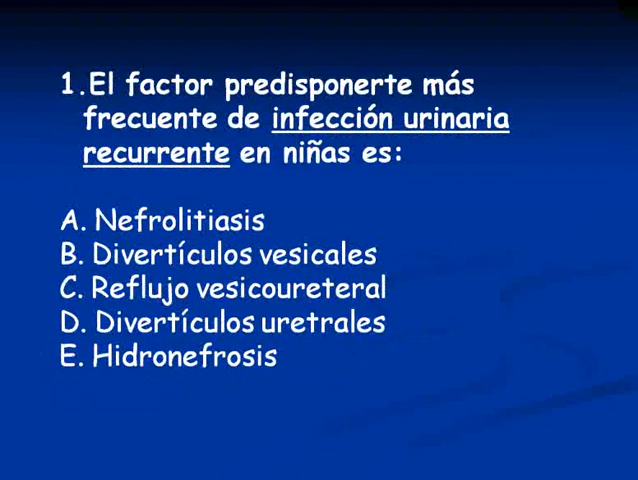 1.El factor predisponerte más
frecuente de infección urinaria
recurrente en niñas es:
A. Nefrolitiasis
B. Divertículos vesicales
C. Reflujo vesicoureteral
D. Divertículos uretrales
E. Hidronefrosis